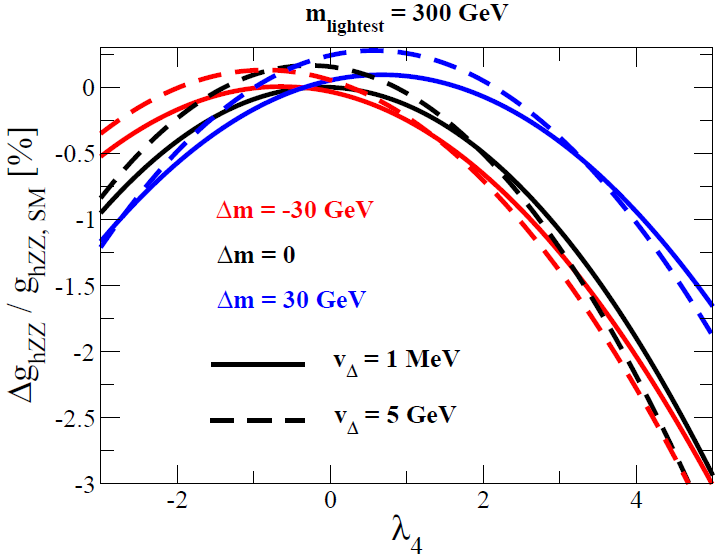 m_lightest = 300 GeV
Δg_hZZ / g_hZZ, SM [%]
0
-0.5
-1
-1.5
-2
-2.5
-3
Δm = -30 GeV
Δm = 0
Δm = 30 GeV
v_Δ = 1 MeV
v_Δ = 5 GeV
-2 0 2 4
λ_4